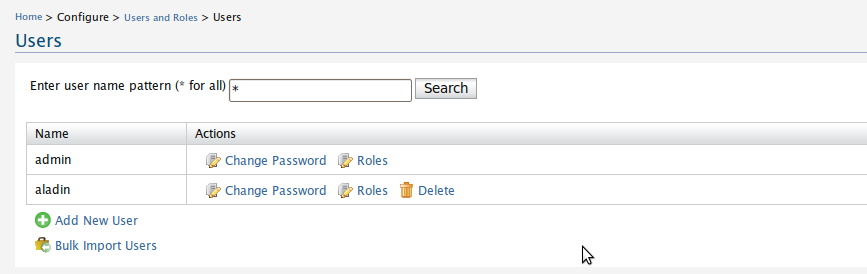 Home > Configure > Users and Roles > Users
Users
Enter user name pattern (* for all) * Search
Name Actions
admin Change Password Roles
aladin Change Password Roles Delete
Add New User
Bulk Import Users